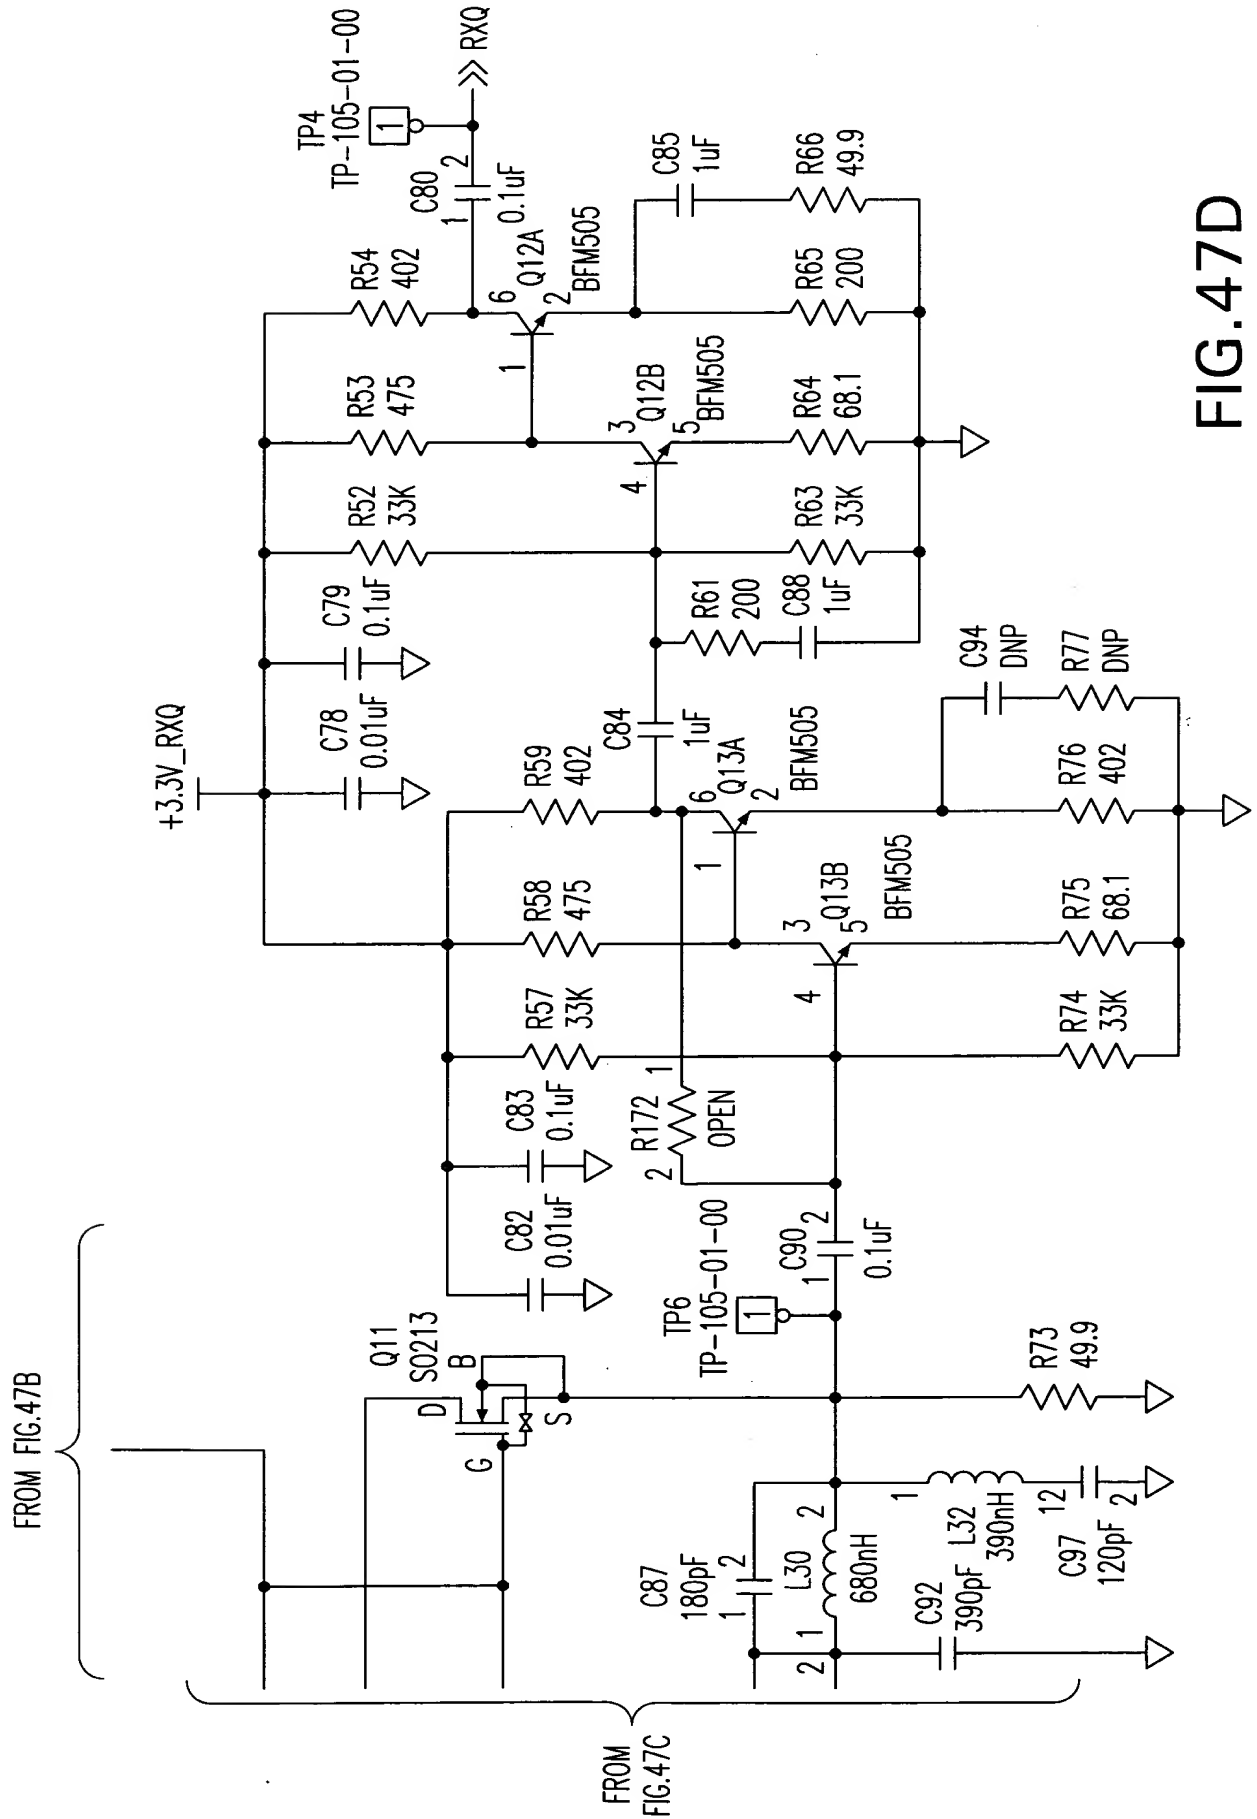 FROM FIG.47B
FROM
FIG.47C
+3.3V_RXQ
C78
0.01uF
C79
0.1uF
R52
33K
R53
475
R54
402
TP4
TP-105-01-00
1
C80
1
2
0.1uF
RXQ
6
Q12A
1
2
BFM505
3
Q12B
4
5
BFM505
C85
1uF
R61
200
C88
1uF
R63
33K
R64
68.1
R65
200
R66
49.9
C82
0.01uF
C83
0.1uF
R57
33K
R58
475
R59
402
C84
1uF
1
R172
2
OPEN
6
Q13A
1
2
BFM505
3
Q13B
4
5
BFM505
C94
DNP
R74
33K
R75
68.1
R76
402
R77
DNP
Q11
SO213
D
B
G
S
TP6
TP-105-01-00
1
C90
1
2
0.1uF
R73
49.9
C87
180pF
1
2
L30
1
2
680nH
2
C92
390pF
1
L32
390nH
12
C97
120pF
2
FIG.47D